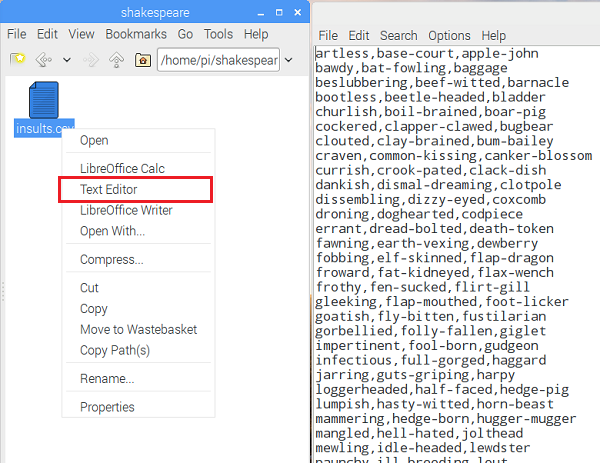 shakespeare
File Edit View Bookmarks Go Tools Help
/home/pi/shakespear
insults.csv
Open
LibreOffice Calc
Text Editor
LibreOffice Writer
Open With...
Compress...
Cut
Copy
Move to Wastebasket
Copy Path(s)
Rename...
Properties
File Edit Search Options Help
artless,base-court,apple-john
bawdy,bat-fowling,baggage
beslubbering,beef-witted,barnacle
bootless,beetle-headed,bladder
churlish,boil-brained,boar-pig
cockered,clapper-clawed,bugbear
clouted,clay-brained,bum-bailey
craven,common-kissing,canker-blossom
currish,crook-pated,clack-dish
dankish,dismal-dreaming,clotpole
dissembling,dizzy-eyed,coxcomb
droning,doghearted,codpiece
errant,dread-bolted,death-token
fawning,earth-vexing,dewberry
fobbing,elf-skinned,flap-dragon
froward,fat-kidneyed,flax-wench
frothy,fen-sucked,flirt-gill
gleeking,flap-mouthed,foot-licker
goatish,fly-bitten,fustilarian
gorbellied,folly-fallen,giglet
impertinent,fool-born,gudgeon
infectious,full-gorged,haggard
jarring,guts-griping,harpy
loggerheaded,half-faced,hedge-pig
lumpish,hasty-witted,horn-beast
mammering,hedge-born,hugger-mugger
mangled,hell-hated,jolthead
mewling,idle-headed,lewdster
paunchy,ill-breeding,lout